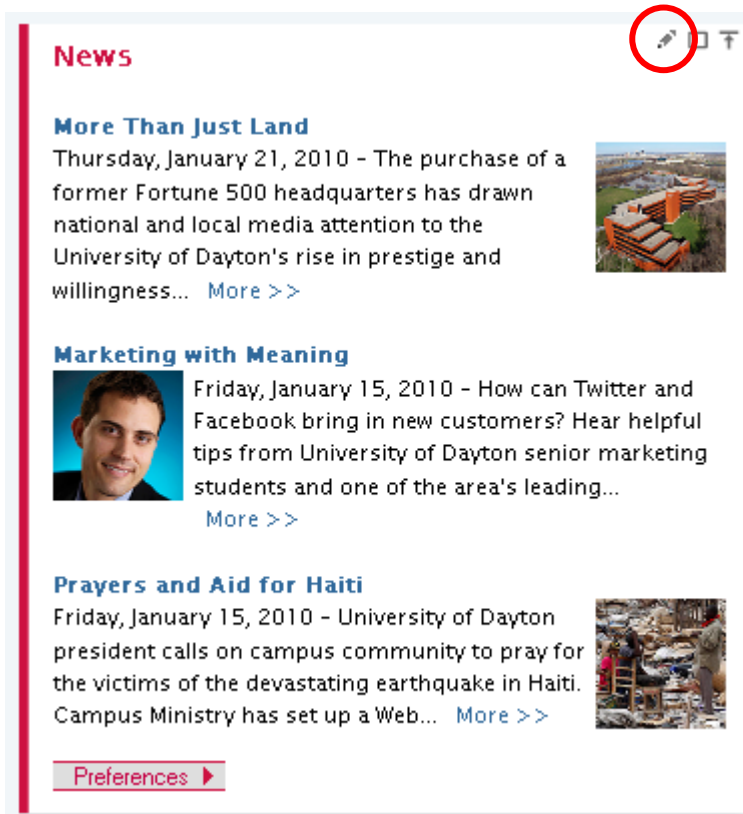 News
More Than Just Land
Thursday, January 21, 2010 – The purchase of a
former Fortune 500 headquarters has drawn
national and local media attention to the
University of Dayton's rise in prestige and
willingness... More >>
Marketing with Meaning
Friday, January 15, 2010 – How can Twitter and
Facebook bring in new customers? Hear helpful
tips from University of Dayton senior marketing
students and one of the area's leading...
More >>
Prayers and Aid for Haiti
Friday, January 15, 2010 – University of Dayton
president calls on campus community to pray for
the victims of the devastating earthquake in Haiti.
Campus Ministry has set up a Web... More >>
Preferences